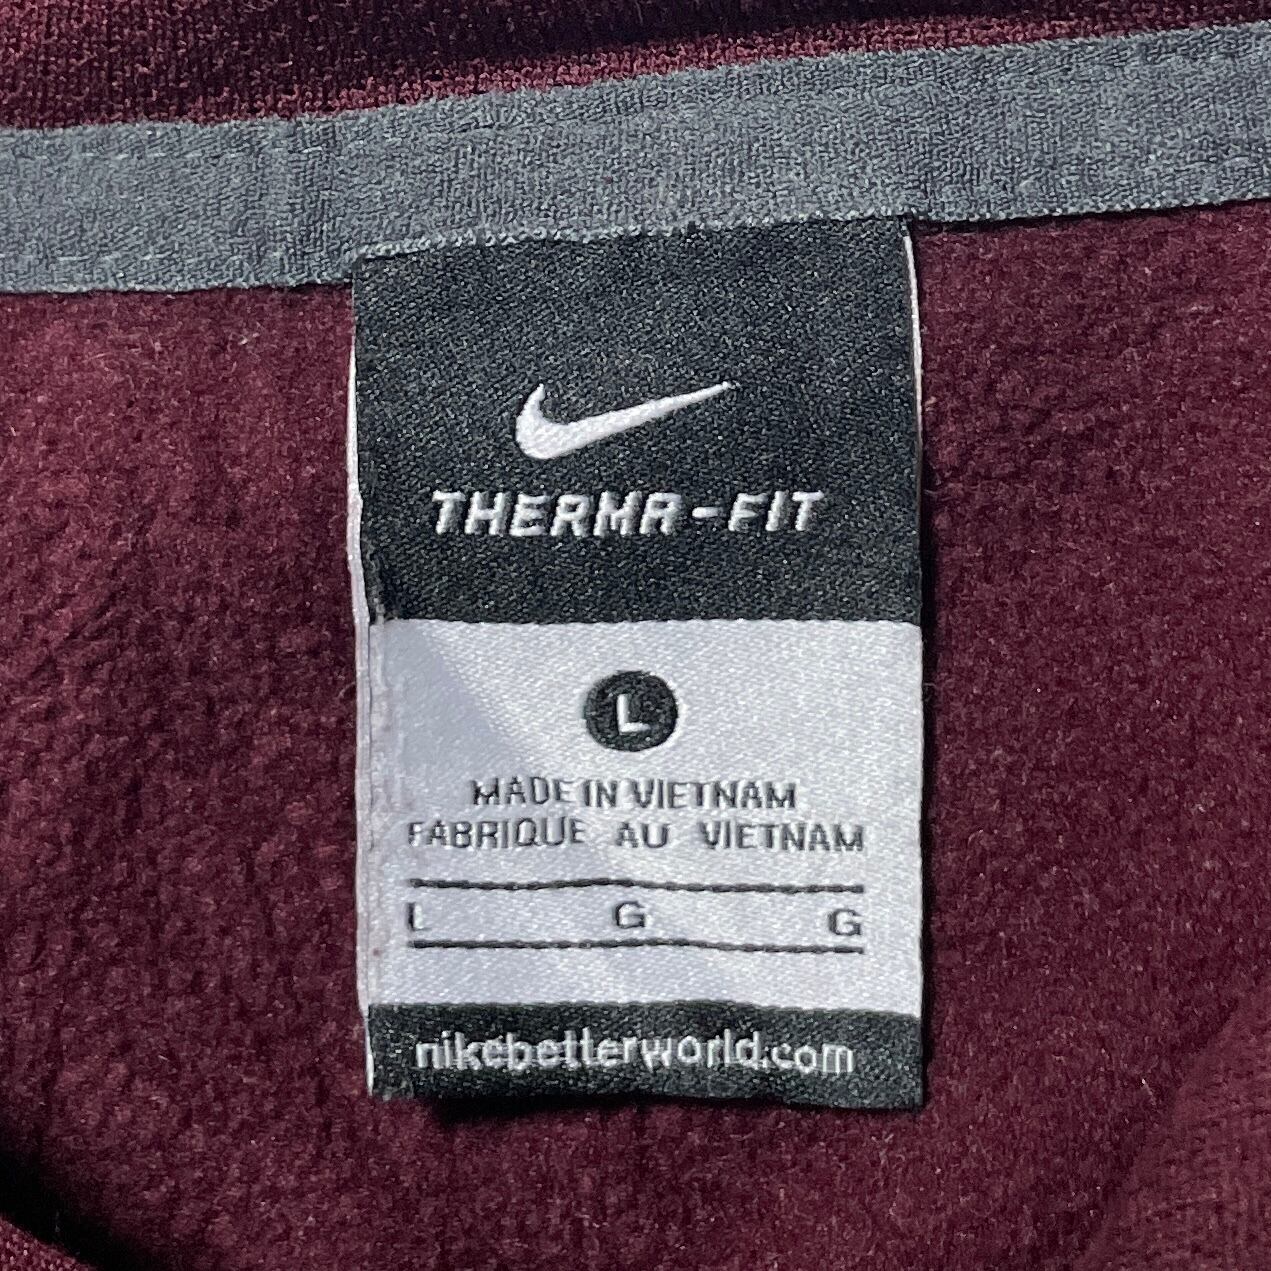 THERMA-FIT
L
MADE IN VIETNAM
FABRIQUE AU VIETNAM
L G G
nikebetterworld.com